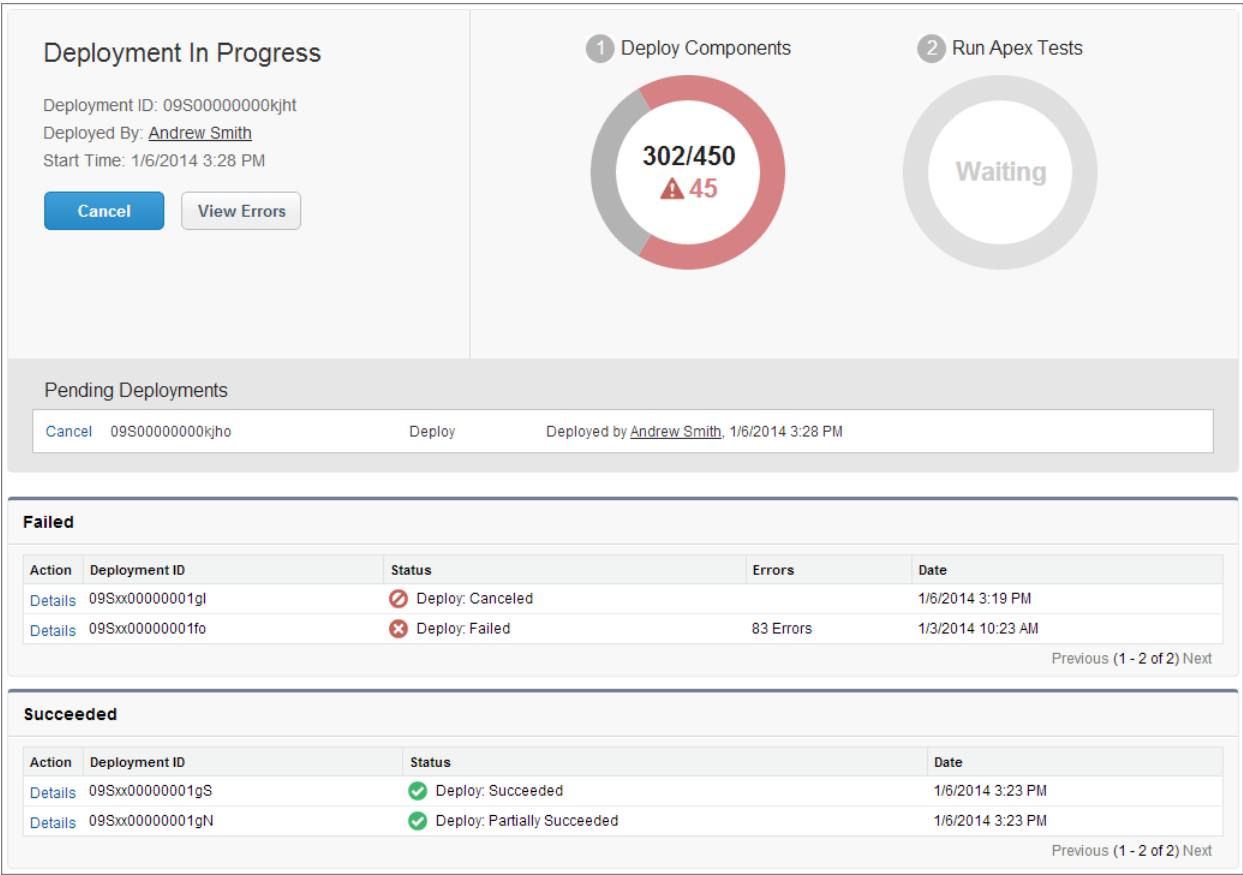 Deployment In Progress
Deployment ID: 09S00000000kjht
Deployed By: Andrew Smith
Start Time: 1/6/2014 3:28 PM
Cancel View Errors
1 Deploy Components
302/450
45
2 Run Apex Tests
Waiting
Pending Deployments
Cancel 09S00000000kjho Deploy Deployed by Andrew Smith, 1/6/2014 3:28 PM
Failed
Action Deployment ID Status Errors Date
Details 09Sxx00000001gI Deploy: Canceled 1/6/2014 3:19 PM
Details 09Sxx00000001fo Deploy: Failed 83 Errors 1/3/2014 10:23 AM
Previous (1 - 2 of 2) Next
Succeeded
Action Deployment ID Status Date
Details 09Sxx00000001gS Deploy: Succeeded 1/6/2014 3:23 PM
Details 09Sxx00000001gN Deploy: Partially Succeeded 1/6/2014 3:23 PM
Previous (1 - 2 of 2) Next